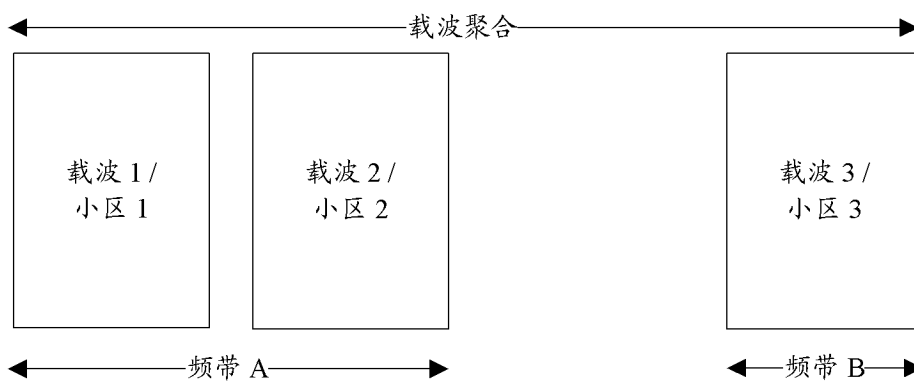 载波聚合
载波 1 /
小区 1
载波 2 /
小区 2
载波 3 /
小区 3
频带 A
频带 B